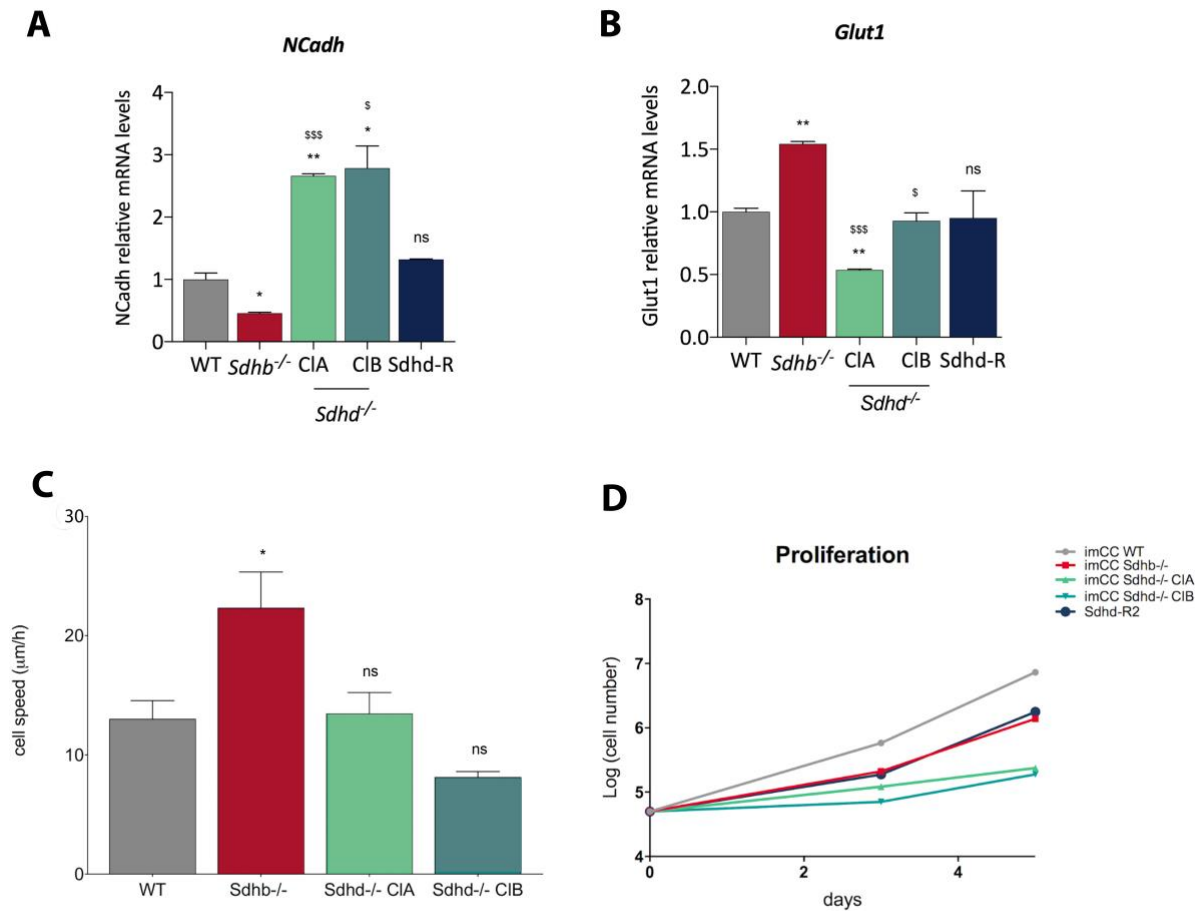 A
NCadh
NCadh relative mRNA levels
4
3
2
1
0
$$$
**
$
*
*
ns
WT Sdhb-/- ClA ClB Sdhd-R
Sdhd-/-
B
Glut1
Glut1 relative mRNA levels
2.0
1.5
1.0
0.5
0.0
**
$$$
**
$
ns
WT Sdhb-/- ClA ClB Sdhd-R
Sdhd-/-
C
cell speed (µm/h)
30
20
10
0
*
ns
ns
WT Sdhb-/- Sdhd-/- ClA Sdhd-/- ClB
D
Proliferation
imCC WT
imCC Sdhb-/-
imCC Sdhd-/- ClA
imCC Sdhd-/- ClB
Sdhd-R2
Log (cell number)
8
7
6
5
4
0 2 4
days